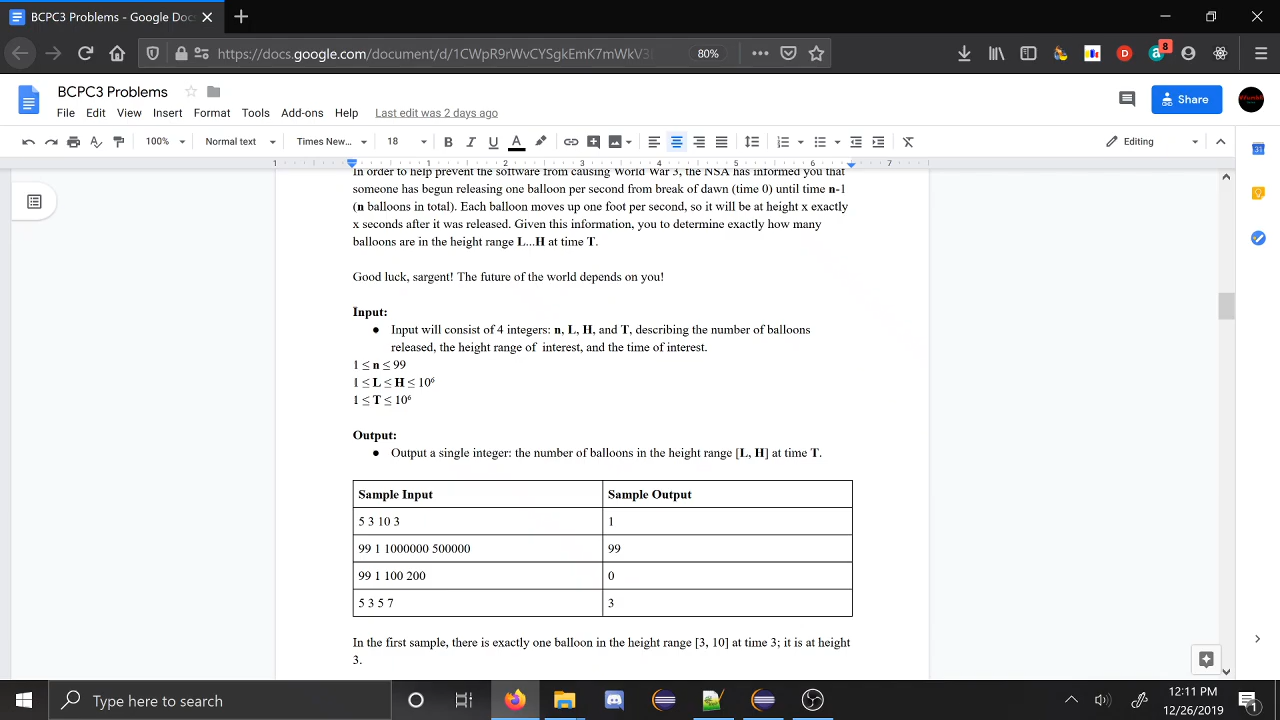 BCPC3 Problems - Google Doc
https://docs.google.com/document/d/1
80%
8
BCPC3 Problems
File Edit View Insert Format Tools Add-ons Help Last edit was 2 days ago
Share
100% Normal text Times New... 18 B I U A Editing
1 1 2 3 4 5 6 7
In order to help prevent the software from causing World War 3, the NSA has informed you that
someone has begun releasing one balloon per second from break of dawn (time 0) until time n-1
(n balloons in total). Each balloon moves up one foot per second, so it will be at height x exactly
x seconds after it was released. Given this information, you to determine exactly how many
balloons are in the height range L...H at time T.
Good luck, sargent! The future of the world depends on you!
Input:
● Input will consist of 4 integers: n, L, H, and T, describing the number of balloons
released, the height range of interest, and the time of interest.
1 ≤ n ≤ 99
1 ≤ L ≤ H ≤ 10⁶
1 ≤ T ≤ 10⁶
Output:
● Output a single integer: the number of balloons in the height range [L, H] at time T.
Sample Input Sample Output
5 3 10 3 1
99 1 1000000 500000 99
99 1 100 200 0
5 3 5 7 3
In the first sample, there is exactly one balloon in the height range [3, 10] at time 3; it is at height
3.
Type here to search
12:11 PM
12/26/2019
1